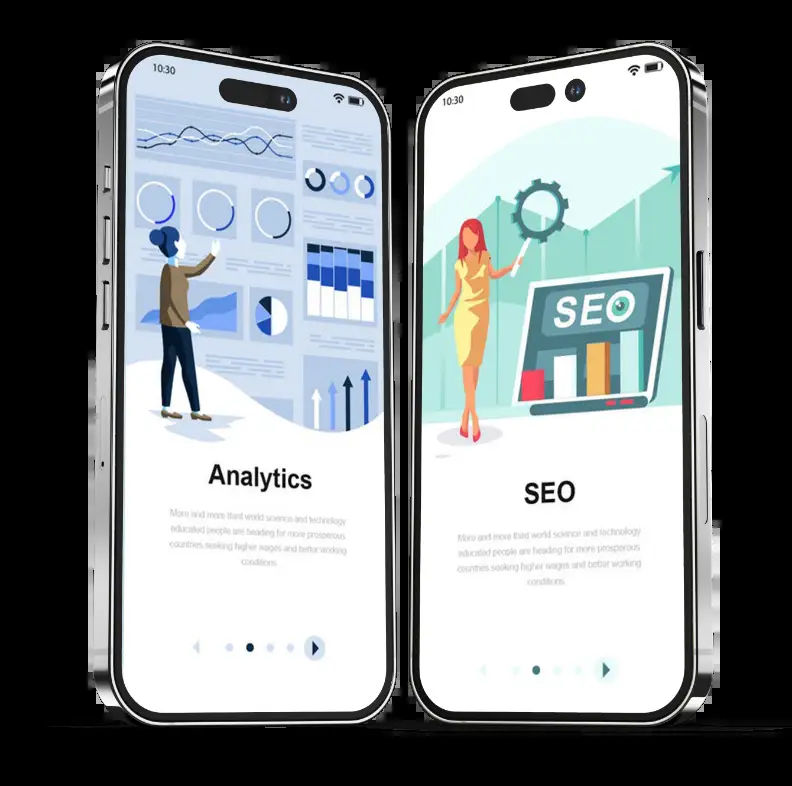 10:30
Analytics
More and more third world science and technology
educated people are heading for more prosperous
countries seeking higher wages and better working
conditions.
10:30
SEO
SEO
More and more third world science and technology
educated people are heading for more prosperous
countries seeking higher wages and better working
conditions.